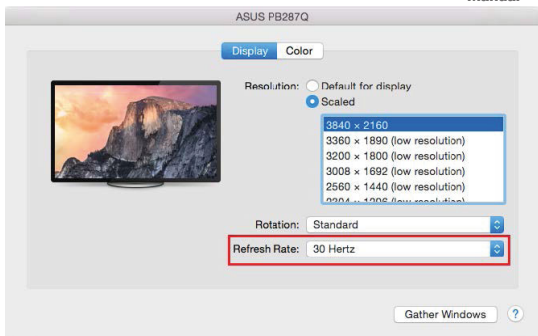 ASUS PB287Q
Display Color
Resolution: Default for display
Scaled
3840 × 2160
3360 × 1890 (low resolution)
3200 × 1800 (low resolution)
3008 × 1692 (low resolution)
2560 × 1440 (low resolution)
Rotation: Standard
Refresh Rate: 30 Hertz
Gather Windows ?